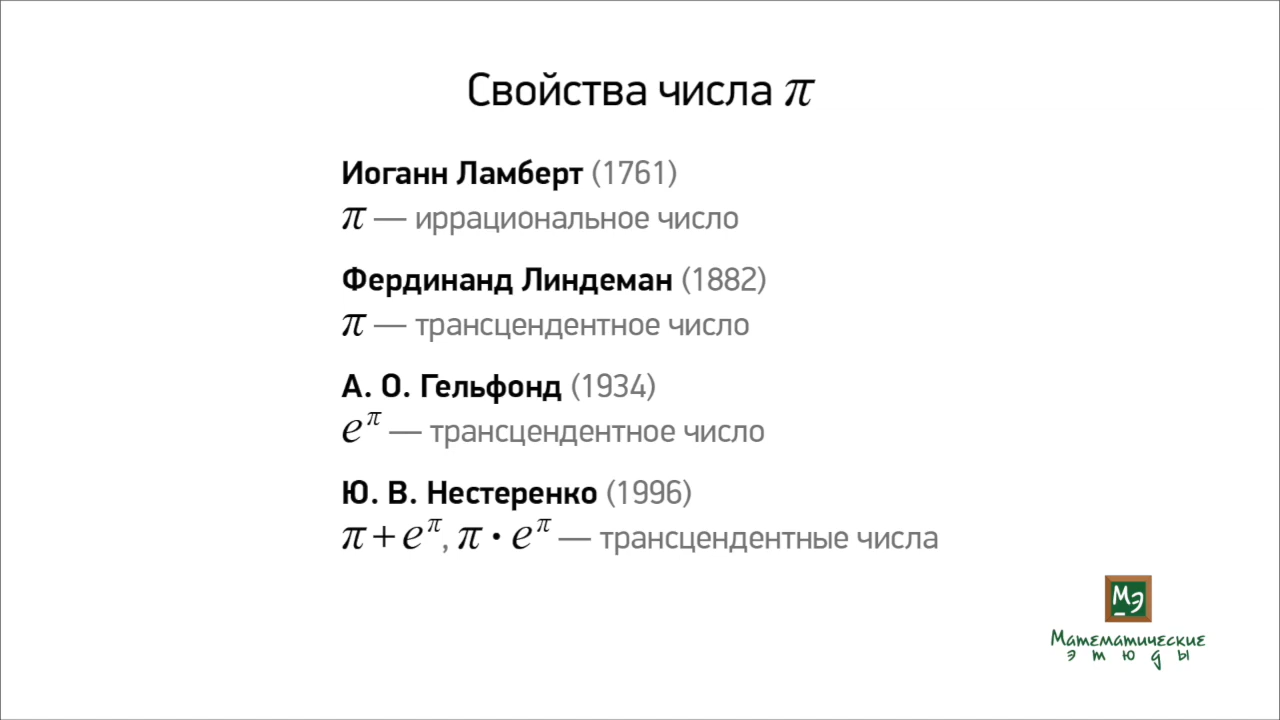 Свойства числа π
Иоганн Ламберт (1761)
π — иррациональное число
Фердинанд Линдеман (1882)
π — трансцендентное число
А. О. Гельфонд (1934)
e^π — трансцендентное число
Ю. В. Нестеренко (1996)
π + e^π, π · e^π — трансцендентные числа
МЭ
Математические
этюды